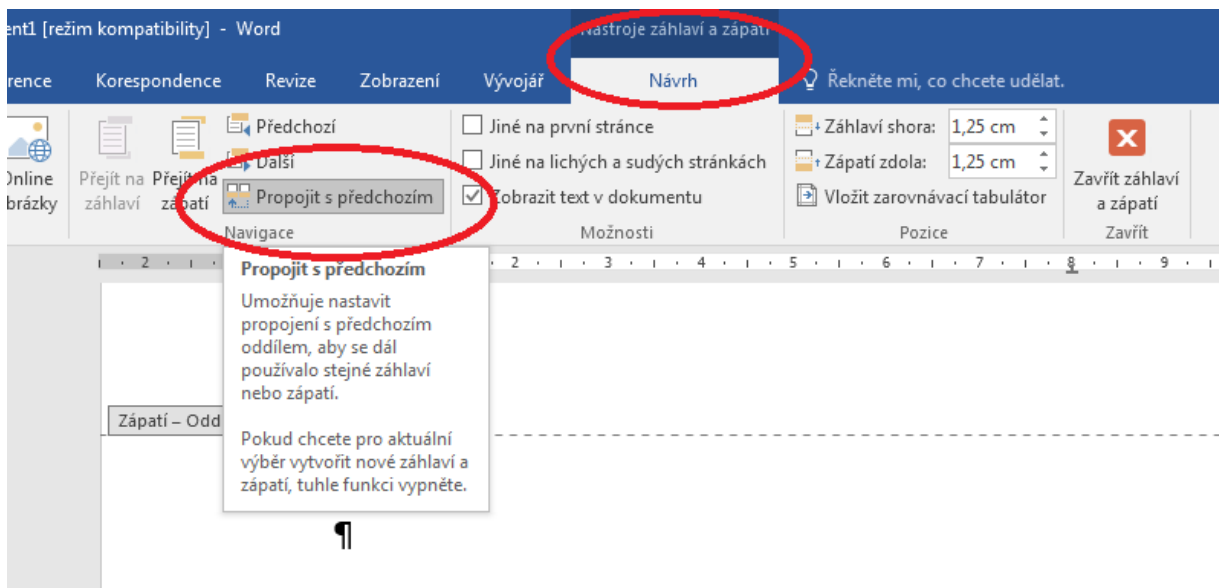 ent1 [režim kompatibility] - Word
Nástroje záhlaví a zápatí
rence Korespondence Revize Zobrazení Vývojář Návrh Řekněte mi, co chcete udělat.
Předchozí Jiné na první stránce Záhlaví shora: 1,25 cm
Další Jiné na lichých a sudých stránkách Zápatí zdola: 1,25 cm
Propojit s předchozím Zobrazit text v dokumentu Vložit zarovnávací tabulátor
Online Přejít na Přejít na Zavřít záhlaví
brázky záhlaví zápatí a zápatí
Navigace Možnosti Pozice Zavřít
2 2 3 4 5 6 7 8 9
Propojit s předchozím
Umožňuje nastavit
propojení s předchozím
oddílem, aby se dál
používalo stejné záhlaví
nebo zápatí.
Zápatí – Odd
Pokud chcete pro aktuální
výběr vytvořit nové záhlaví a
zápatí, tuhle funkci vypněte.
¶